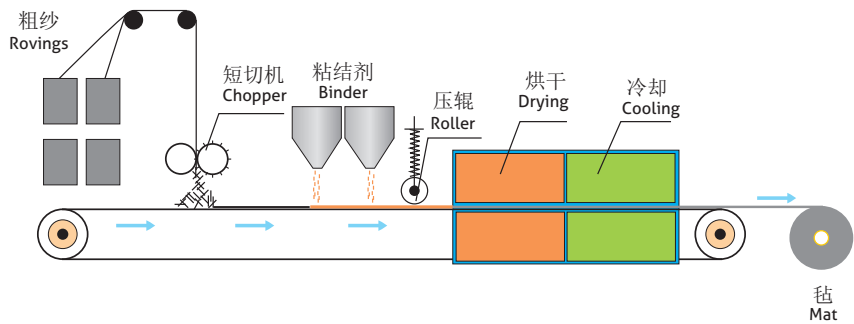 粗纱
Rovings
短切机
Chopper
粘结剂
Binder
压辊
Roller
烘干
Drying
冷却
Cooling
毡
Mat